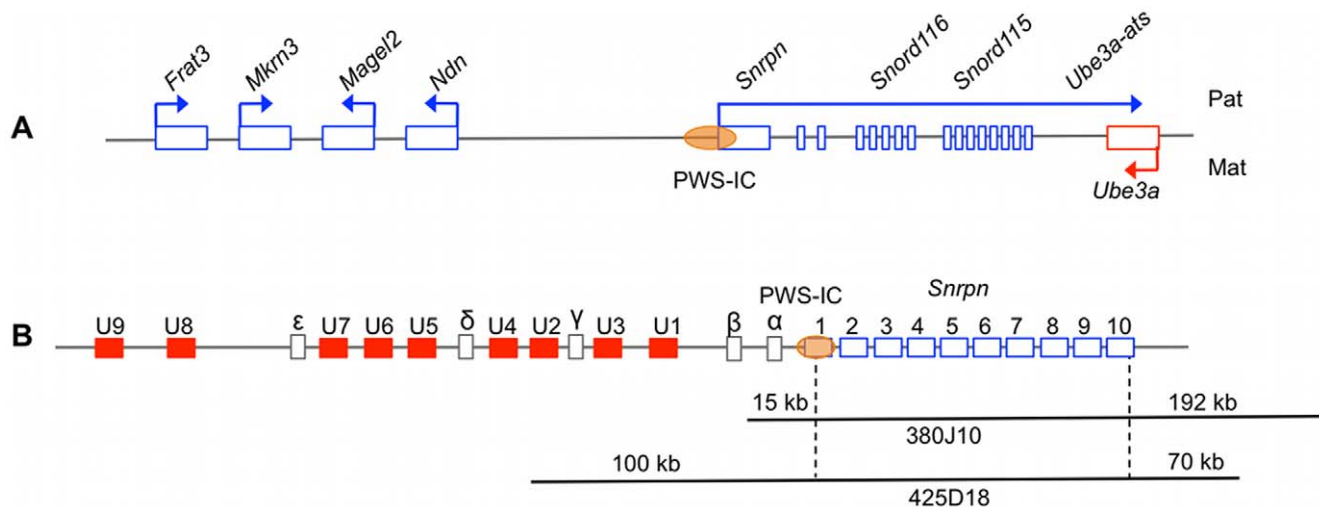 Frat3 Mkrn3 Magel2 Ndn Snrpn Snord116 Snord115 Ube3a-ats
Pat
A
PWS-IC
Mat
Ube3a
PWS-IC Snrpn
B
U9 U8 ε U7 U6 U5 δ U4 U2 γ U3 U1 β α 1 2 3 4 5 6 7 8 9 10
15 kb 192 kb
380J10
100 kb 70 kb
425D18